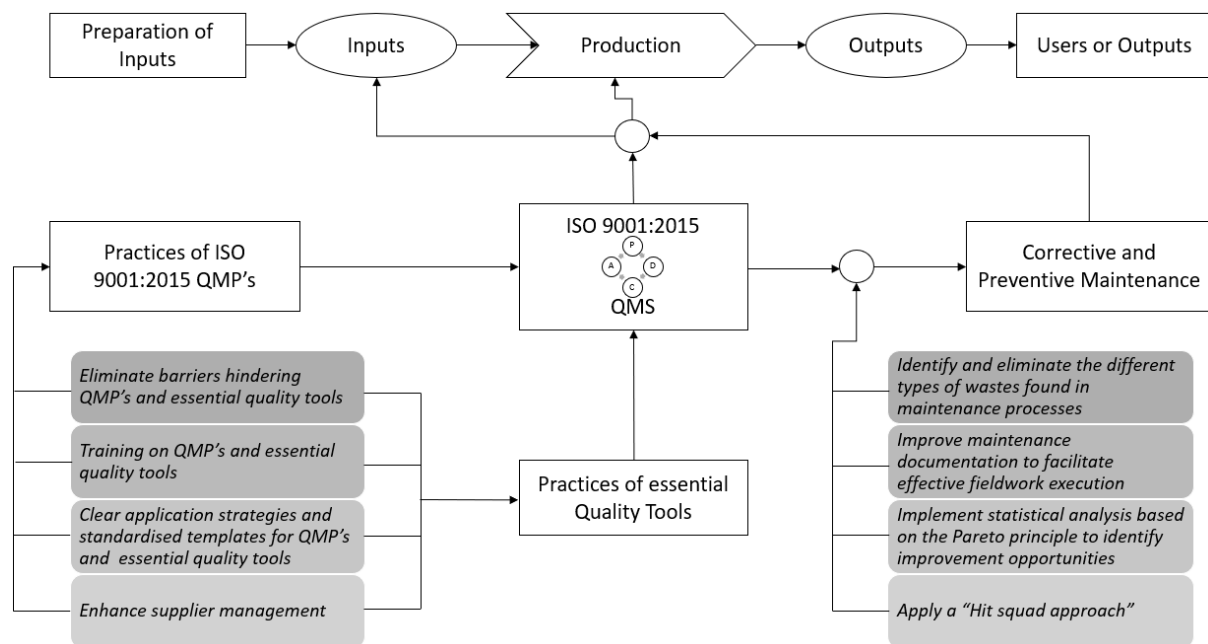 Preparation of
Inputs
Inputs
Production
Outputs
Users or Outputs
Practices of ISO
9001:2015 QMP's
ISO 9001:2015
P
A
D
C
QMS
Corrective and
Preventive Maintenance
Eliminate barriers hindering
QMP's and essential quality tools
Training on QMP's and essential
quality tools
Clear application strategies and
standardised templates for QMP's
and essential quality tools
Enhance supplier management
Practices of essential
Quality Tools
Identify and eliminate the different
types of wastes found in
maintenance processes
Improve maintenance
documentation to facilitate
effective fieldwork execution
Implement statistical analysis based
on the Pareto principle to identify
improvement opportunities
Apply a “Hit squad approach”